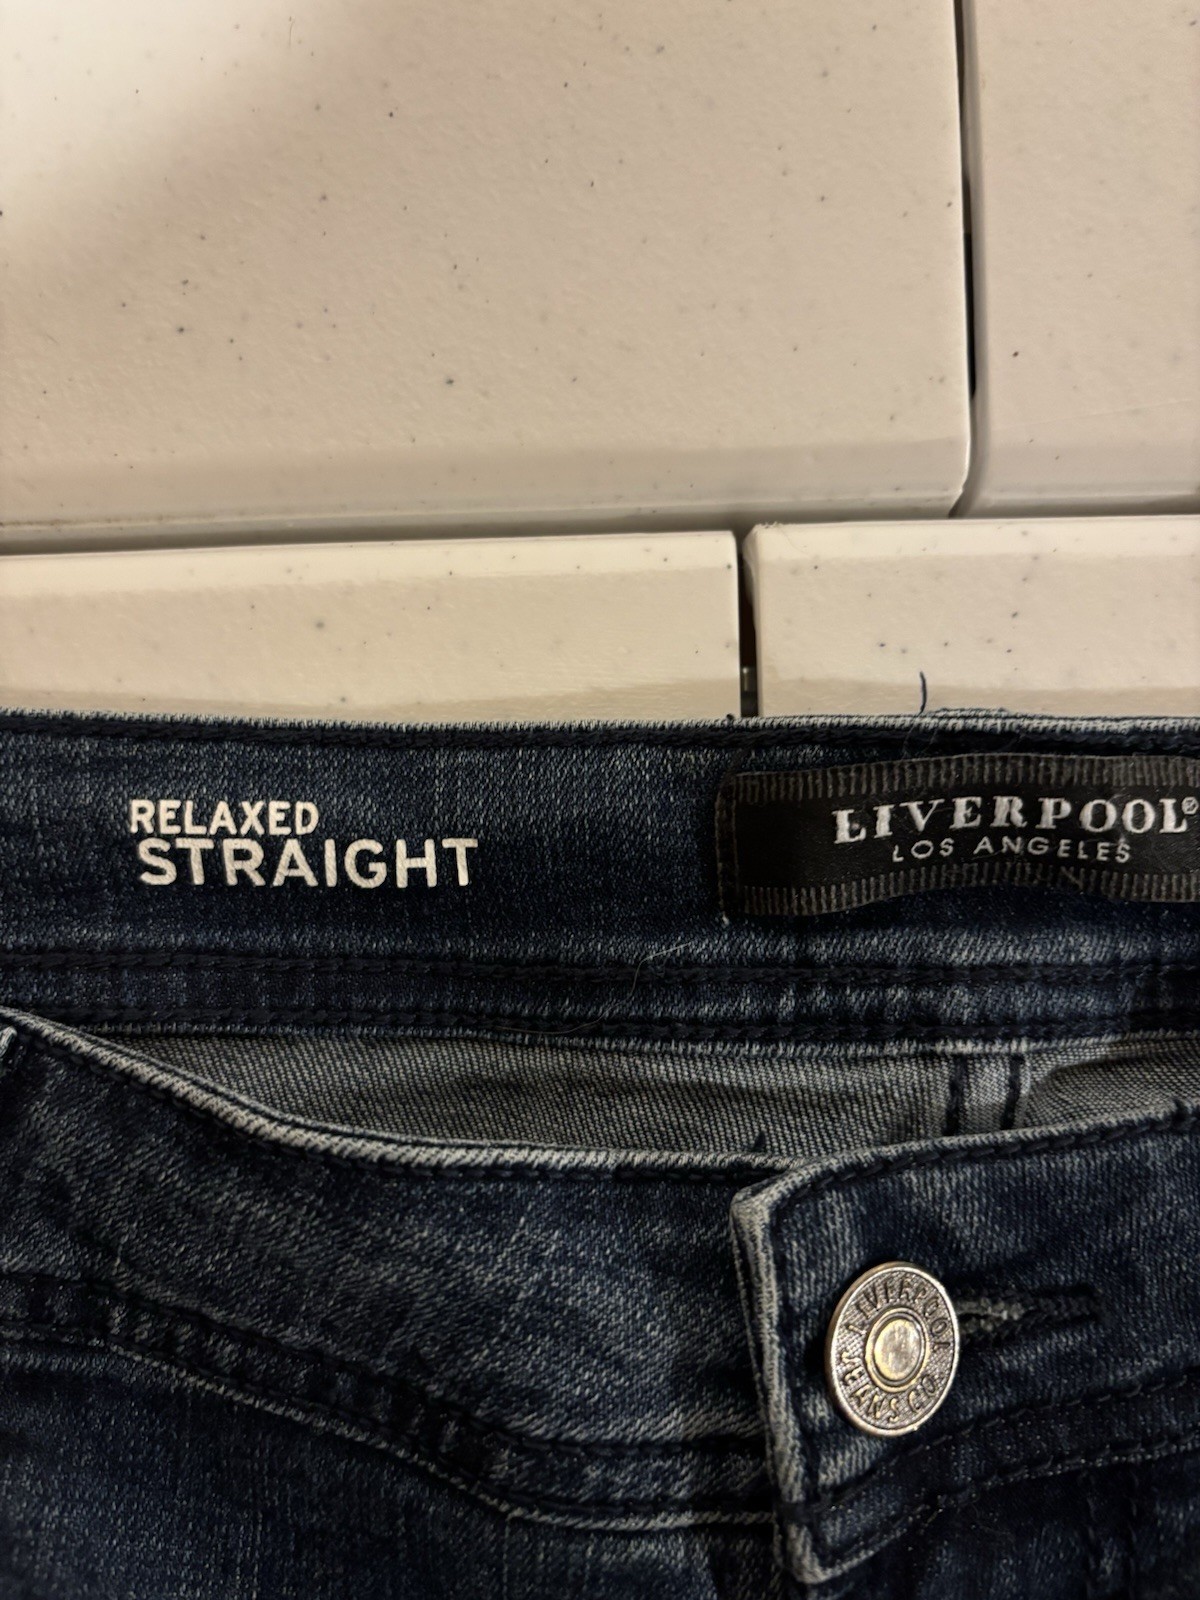 RELAXED
STRAIGHT
LIVERPOOL®
LOS ANGELES
LIVERPOOL JEANS CO